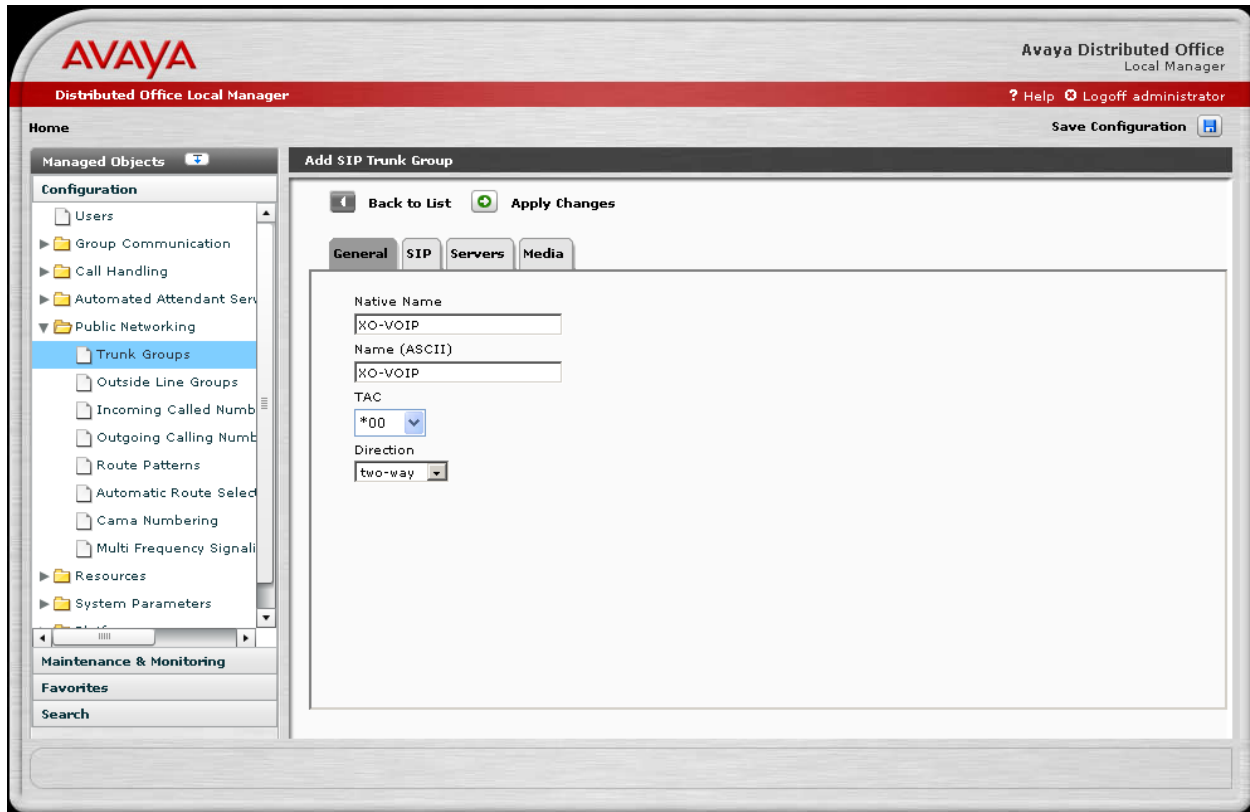 AVAYA
Avaya Distributed Office
Local Manager
Distributed Office Local Manager
? Help Logoff administrator
Home
Save Configuration
Managed Objects
Configuration
Users
Group Communication
Call Handling
Automated Attendant Serv
Public Networking
Trunk Groups
Outside Line Groups
Incoming Called Numb
Outgoing Calling Numb
Route Patterns
Automatic Route Select
Cama Numbering
Multi Frequency Signali
Resources
System Parameters
Maintenance & Monitoring
Favorites
Search
Add SIP Trunk Group
Back to List Apply Changes
General SIP Servers Media
Native Name
XO-VOIP
Name (ASCII)
XO-VOIP
TAC
*00
Direction
two-way